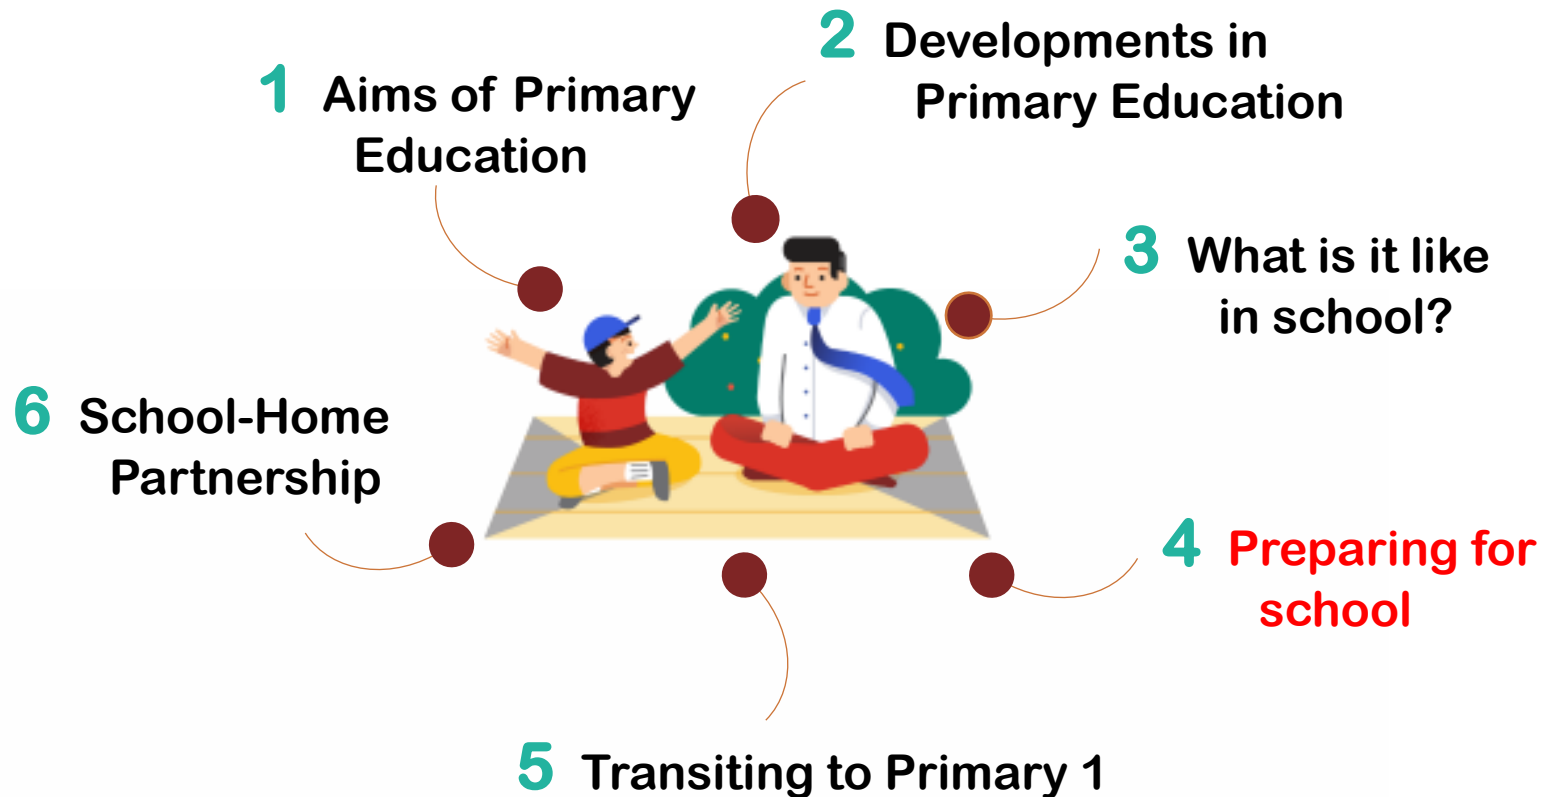 1 Aims of Primary
Education
2 Developments in
Primary Education
3 What is it like
in school?
4 Preparing for
school
5 Transiting to Primary 1
6 School-Home
Partnership